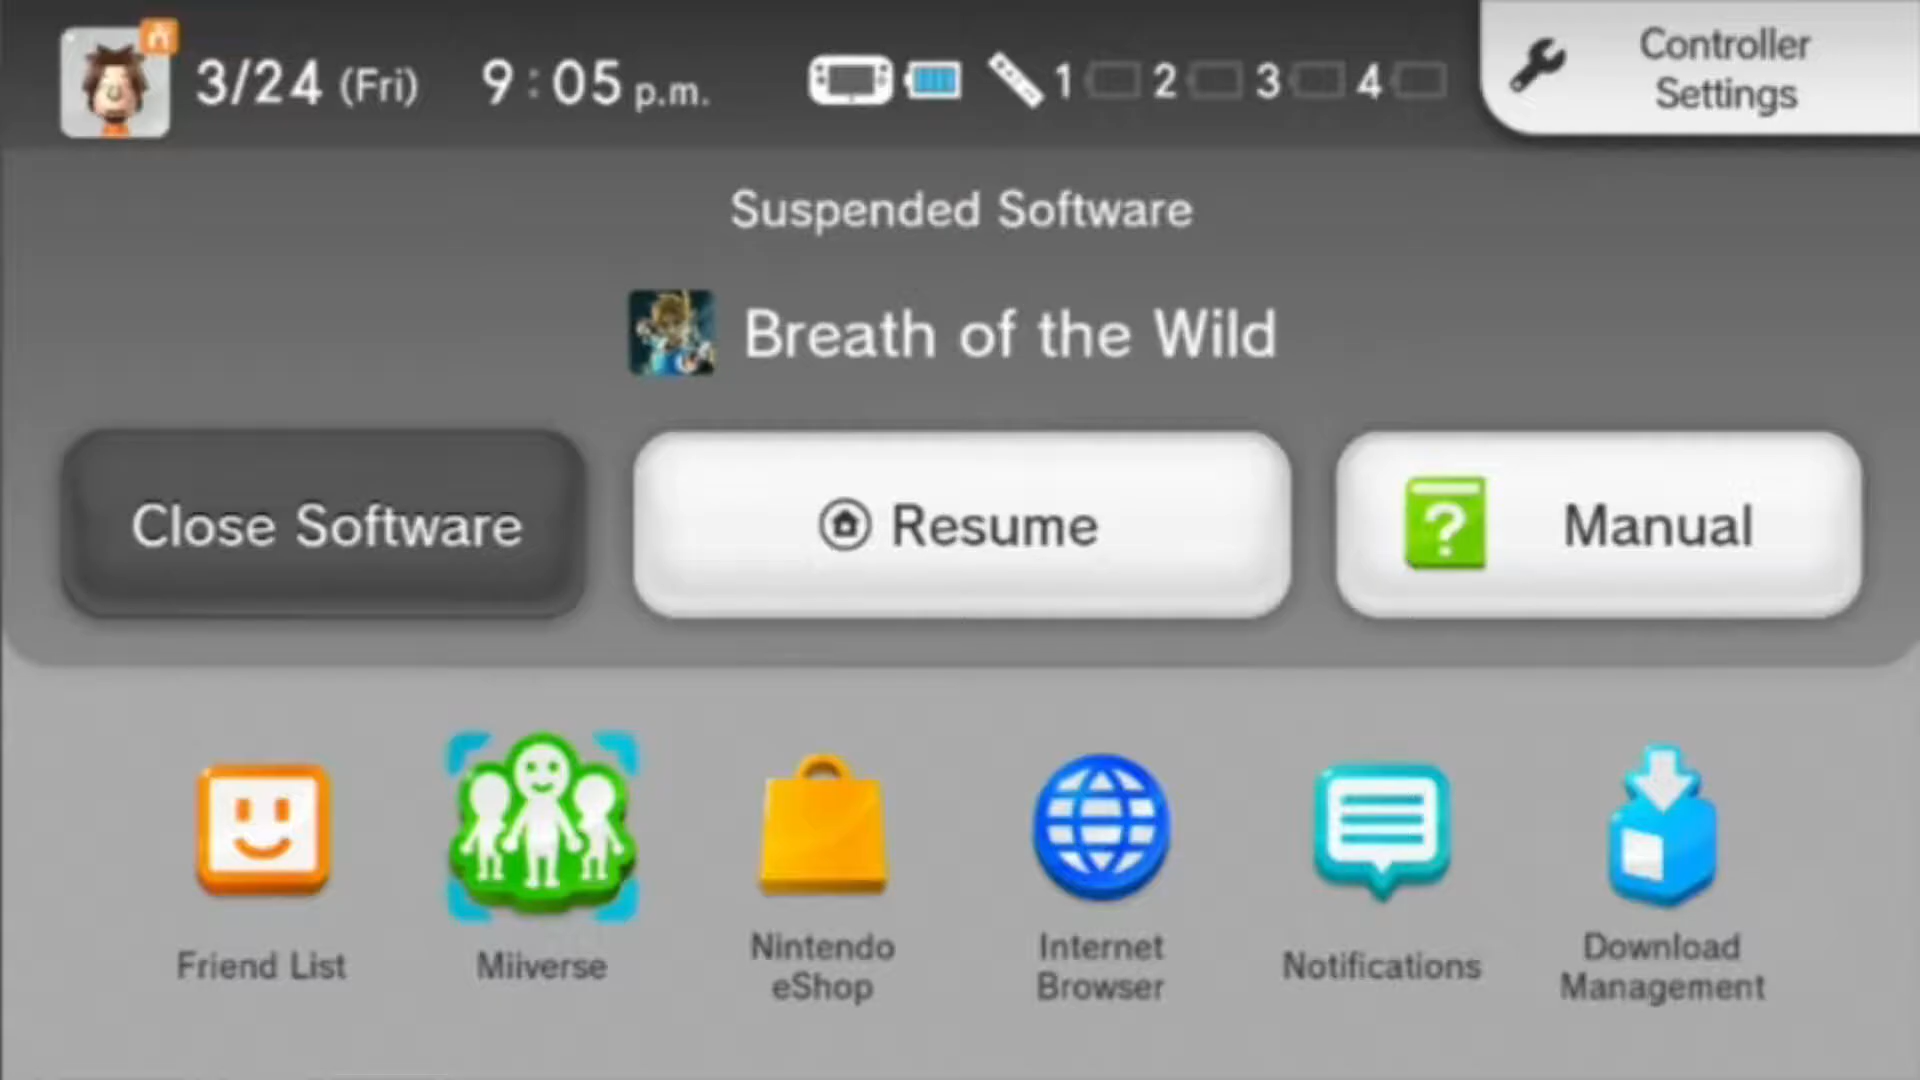 3/24 (Fri) 9:05 p.m. 1 2 3 4
Controller
Settings
Suspended Software
Breath of the Wild
Close Software
Resume
? Manual
Friend List
Miiverse
Nintendo
eShop
Internet
Browser
Notifications
Download
Management